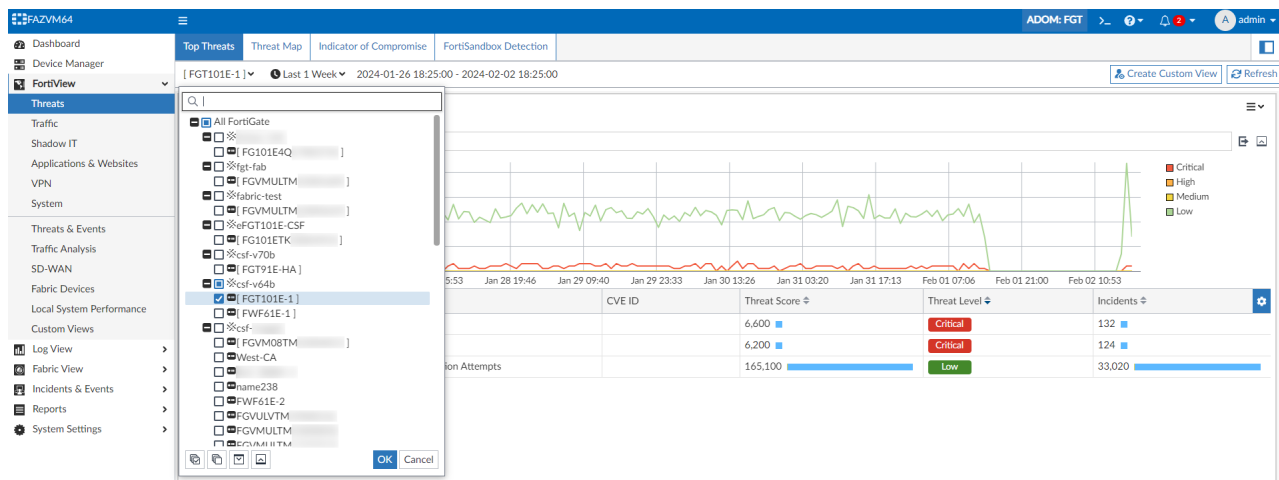 FAZVM64
ADOM: FGT
>_
2
A
admin
Dashboard
Device Manager
FortiView
Threats
Traffic
Shadow IT
Applications & Websites
VPN
System
Threats & Events
Traffic Analysis
SD-WAN
Fabric Devices
Local System Performance
Custom Views
Log View
Fabric View
Incidents & Events
Reports
System Settings
Top Threats
Threat Map
Indicator of Compromise
FortiSandbox Detection
[ FGT101E-1 ]
Last 1 Week
2024-01-26 18:25:00 - 2024-02-02 18:25:00
Create Custom View
Refresh
All FortiGate
[ FG101E4Q ]
fgt-fab
[ FGVMULTM ]
fabric-test
[ FGVMULTM ]
eFGT101E-CSF
[ FG101ETK ]
csf-v70b
[ FGT91E-HA ]
csf-v64b
[ FGT101E-1 ]
[ FWF61E-1 ]
csf-
[ FGVM08TM ]
West-CA
name238
FWF61E-2
FGVULVTM
FGVMULTM
FGVMULTM
OK
Cancel
Critical
High
Medium
Low
5:53
Jan 28 19:46
Jan 29 09:40
Jan 29 23:33
Jan 30 13:26
Jan 31 03:20
Jan 31 17:13
Feb 01 07:06
Feb 01 21:00
Feb 02 10:53
CVE ID
Threat Score
Threat Level
Incidents
6,600
Critical
132
6,200
Critical
124
ion Attempts
165,100
Low
33,020